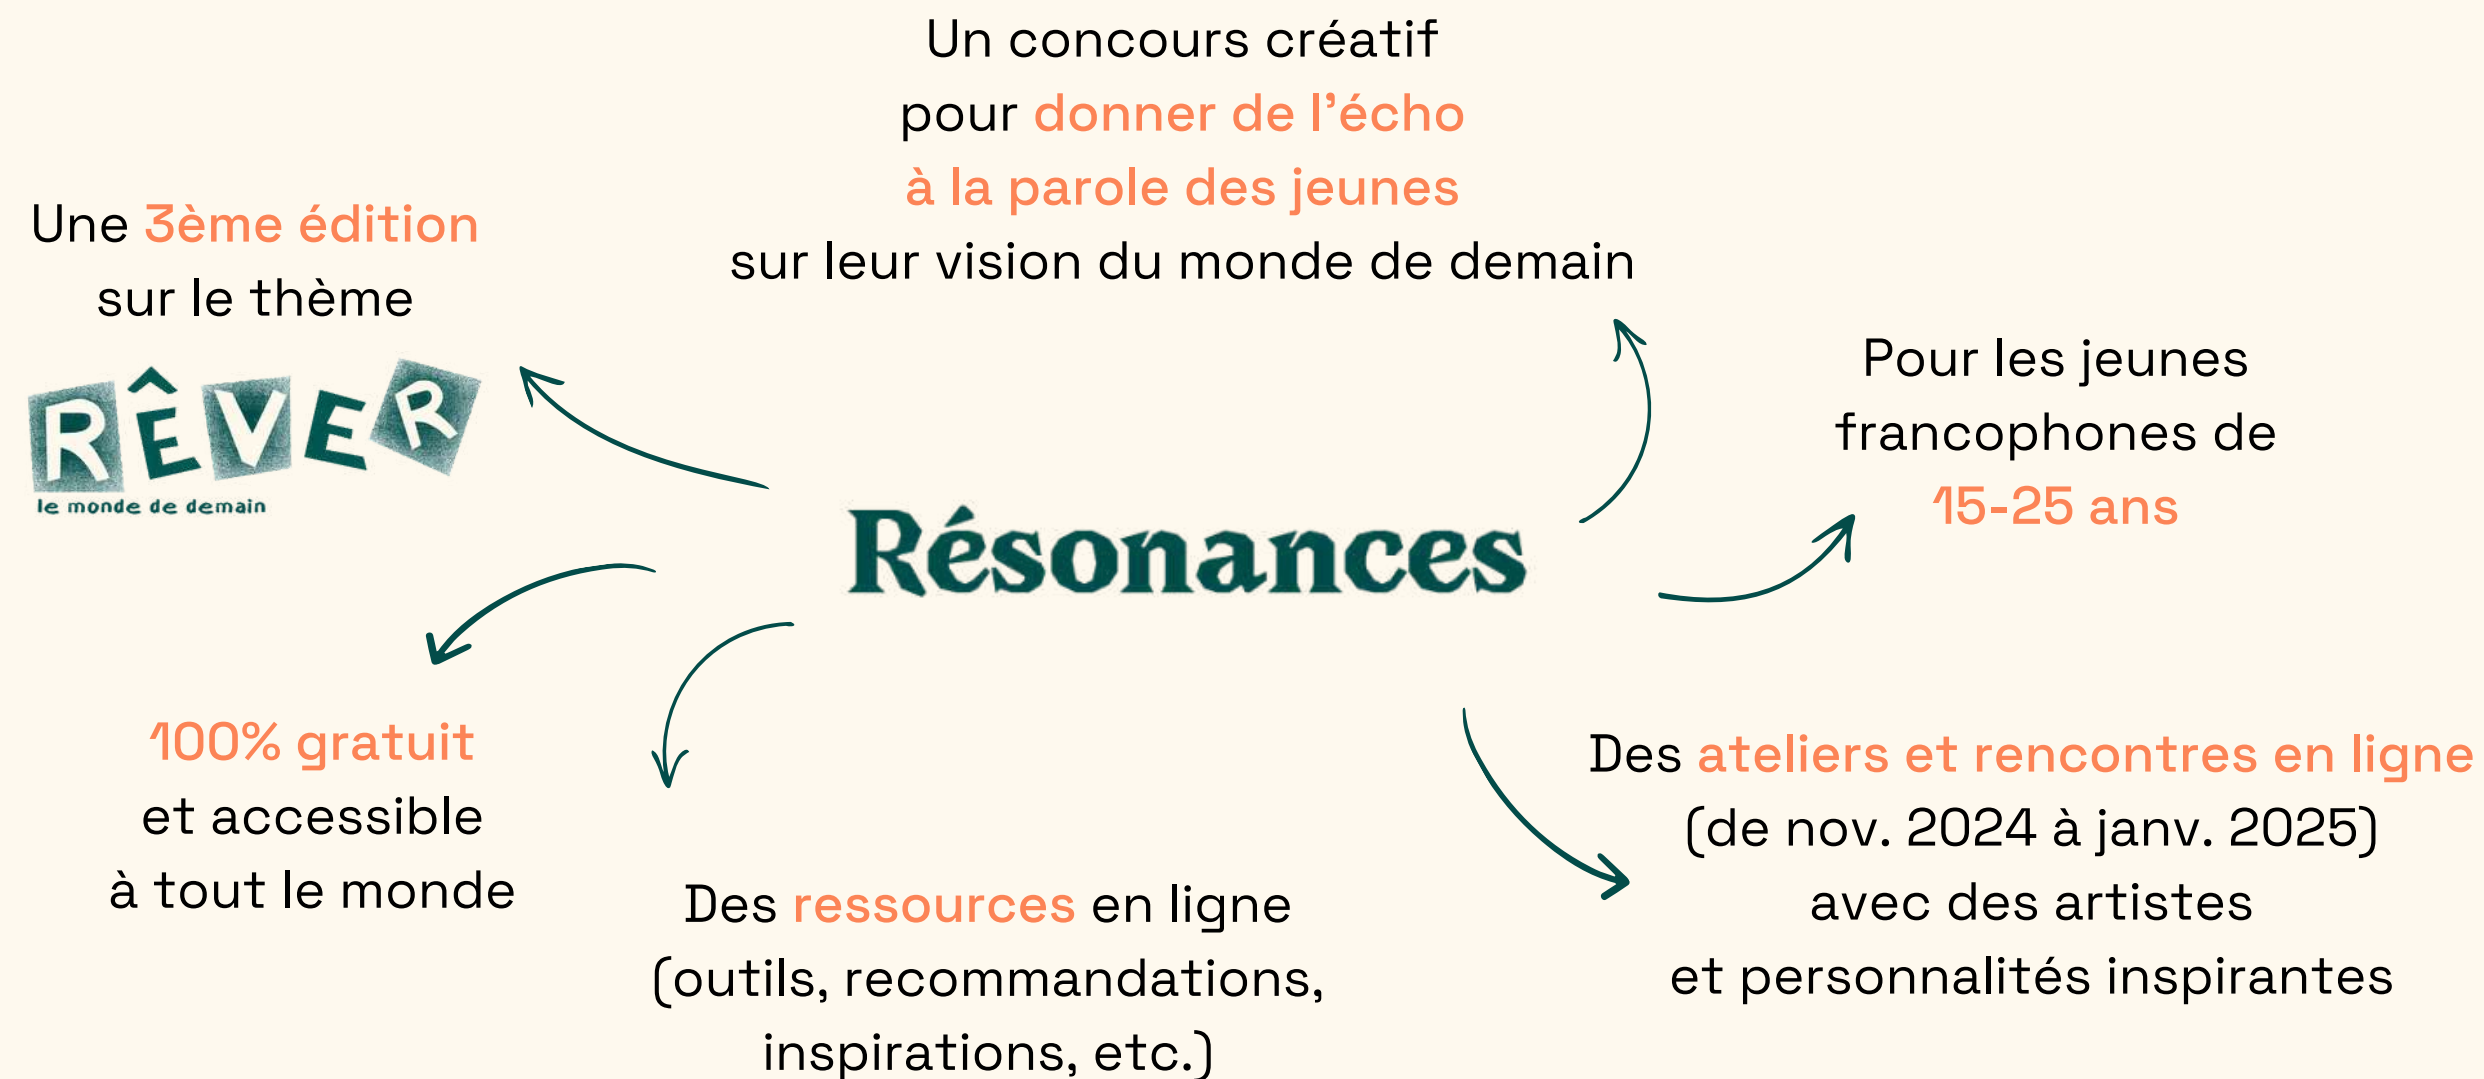 Un concours créatif
pour donner de l'écho
à la parole des jeunes
sur leur vision du monde de demain
Une 3ème édition
sur le thème
RÊVER
le monde de demain
Pour les jeunes
francophones de
15-25 ans
Résonances
100% gratuit
et accessible
à tout le monde
Des ressources en ligne
(outils, recommandations,
inspirations, etc.)
Des ateliers et rencontres en ligne
(de nov. 2024 à janv. 2025)
avec des artistes
et personnalités inspirantes